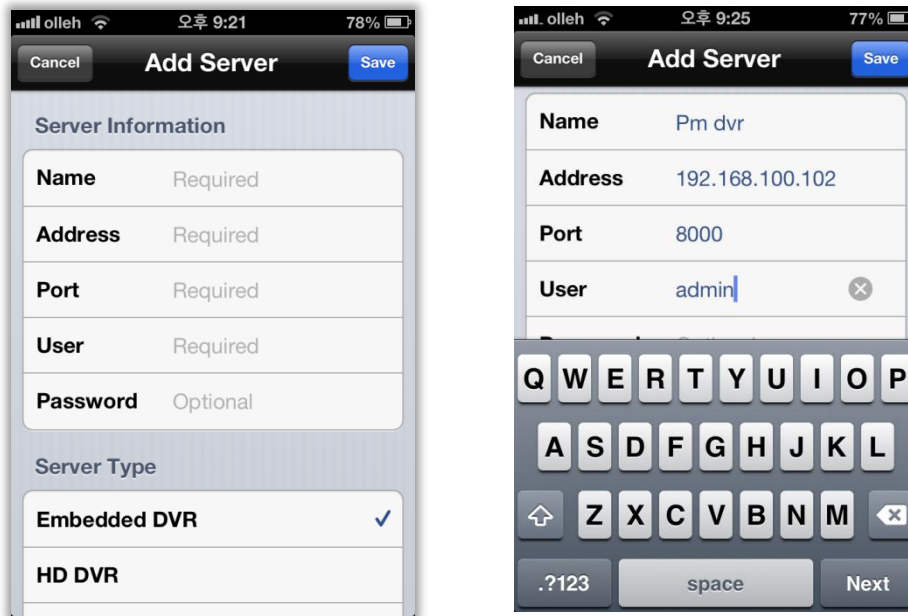 olleh 오후 9:21 78%
Cancel Add Server Save
Server Information
Name Required
Address Required
Port Required
User Required
Password Optional
Server Type
Embedded DVR
HD DVR
olleh 오후 9:25 77%
Cancel Add Server Save
Name Pm dvr
Address 192.168.100.102
Port 8000
User admin
Q W E R T Y U I O P
A S D F G H J K L
Z X C V B N M
.?123 space Next